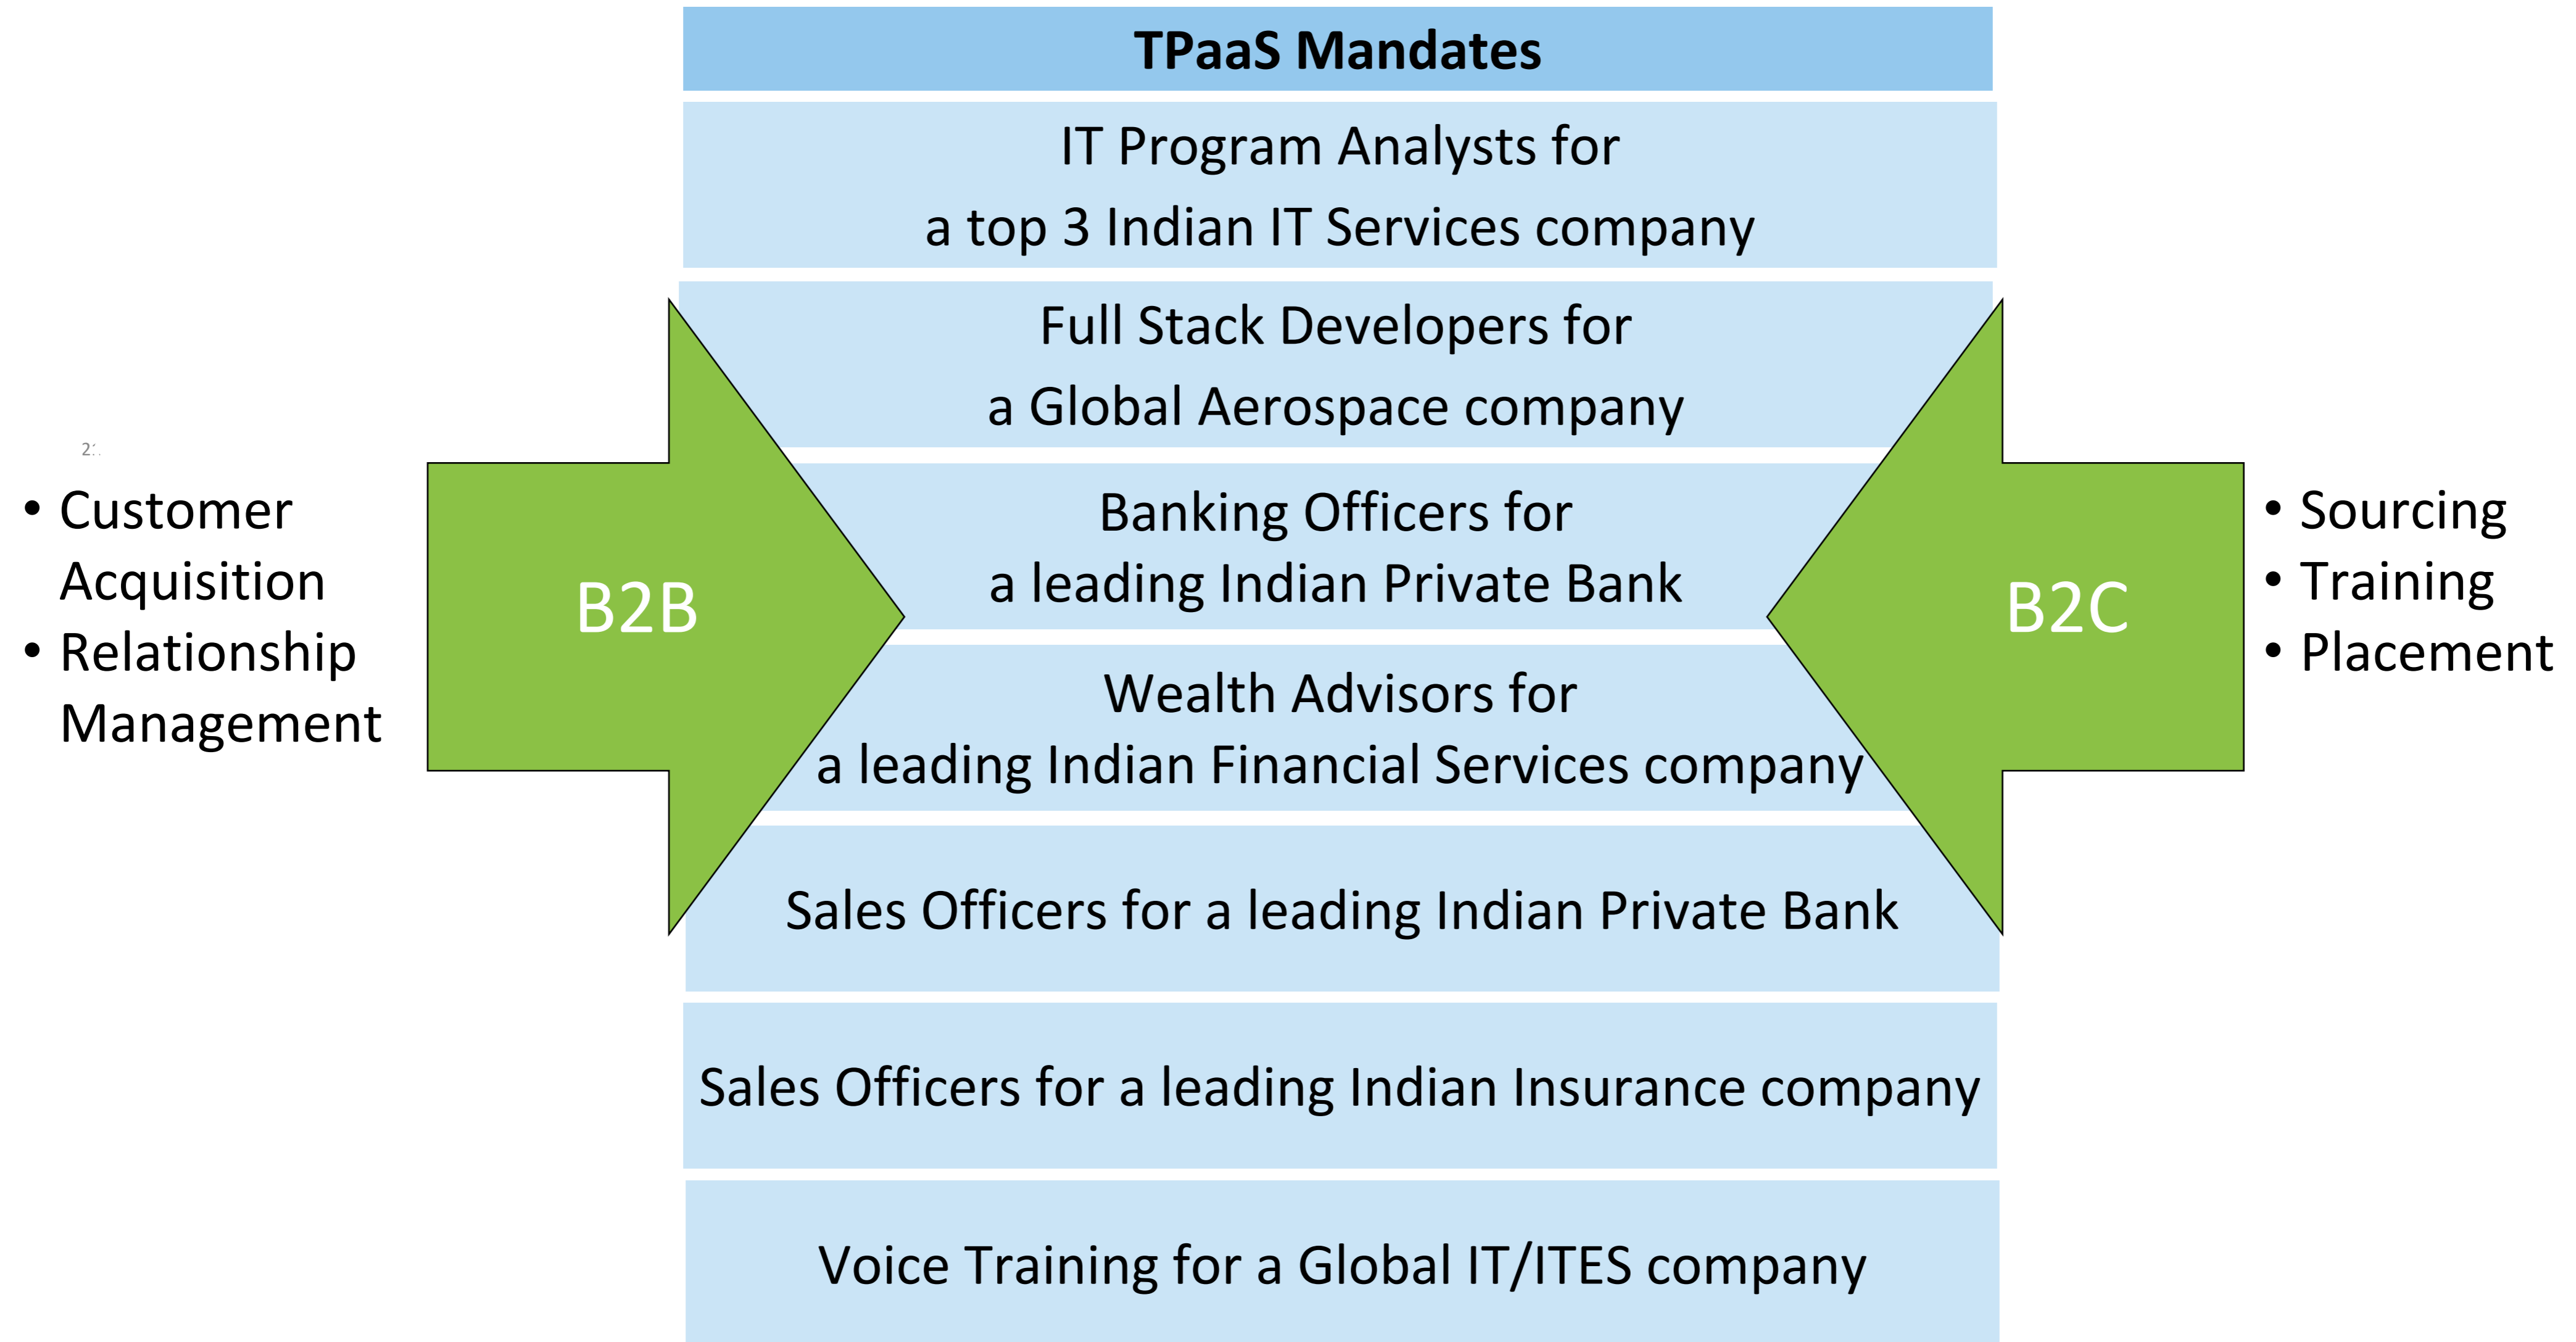 TPaaS Mandates
IT Program Analysts for
a top 3 Indian IT Services company
Full Stack Developers for
a Global Aerospace company
Banking Officers for
a leading Indian Private Bank
Wealth Advisors for
a leading Indian Financial Services company
Sales Officers for a leading Indian Private Bank
Sales Officers for a leading Indian Insurance company
Voice Training for a Global IT/ITES company
• Customer
Acquisition
• Relationship
Management
B2B
B2C
• Sourcing
• Training
• Placement